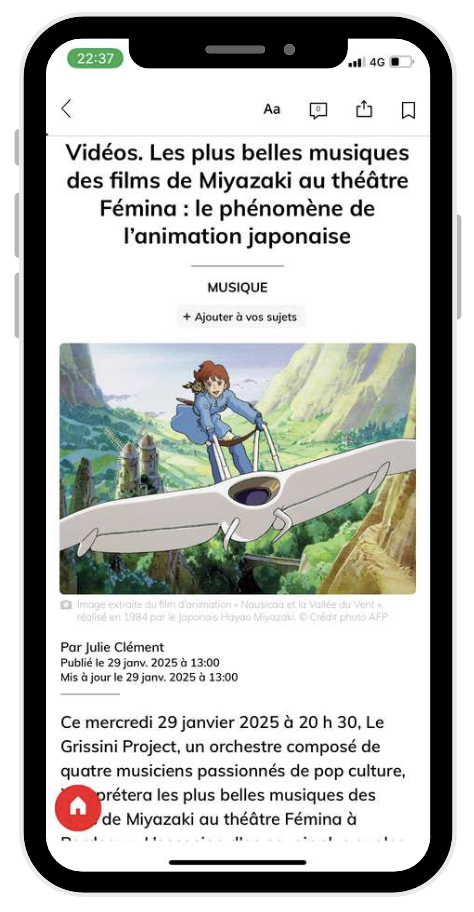 22:37
4G
Aa
0
Vidéos. Les plus belles musiques
des films de Miyazaki au théâtre
Fémina : le phénomène de
l'animation japonaise
MUSIQUE
+ Ajouter à vos sujets
Image extraite du film d'animation « Nausicaa et la Vallée du Vent »,
réalisé en 1984 par le Japonais Hayao Miyazaki. © Crédit photo AFP
Par Julie Clément
Publié le 29 janv. 2025 à 13:00
Mis à jour le 29 janv. 2025 à 13:00
Ce mercredi 29 janvier 2025 à 20 h 30, Le
Grissini Project, un orchestre composé de
quatre musiciens passionnés de pop culture,
prétera les plus belles musiques des
de Miyazaki au théâtre Fémina à